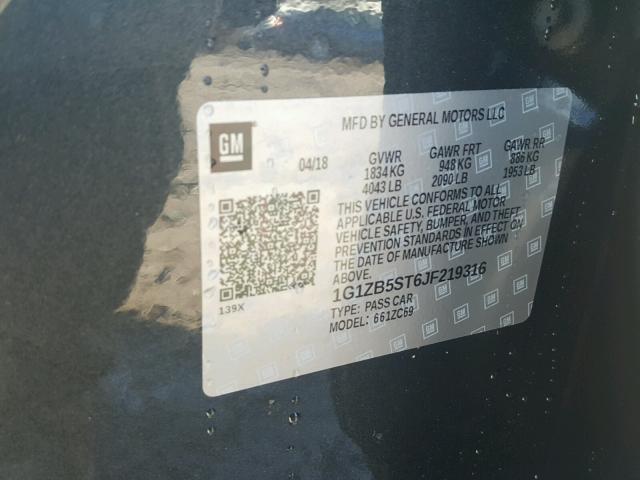 MFD BY GENERAL MOTORS LLC
GM
04/18 GVWR GAWR FRT GAWR RR
1834 KG 948 KG 886 KG
4043 LB 2090 LB 1953 LB
THIS VEHICLE CONFORMS TO ALL
APPLICABLE U.S. FEDERAL MOTOR
VEHICLE SAFETY, BUMPER, AND THEFT
PREVENTION STANDARDS IN EFFECT ON
THE DATE OF MANUFACTURE SHOWN
ABOVE.
1G1ZB5ST6JF219316
TYPE: PASS CAR
MODEL: 661ZC69
139X